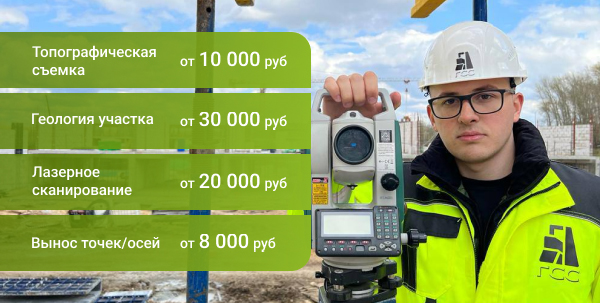 Топографическая
съемка
от 10 000 руб
Геология участка
от 30 000 руб
Лазерное
сканирование
от 20 000 руб
Вынос точек/осей
от 8 000 руб
ГСС
ГСС